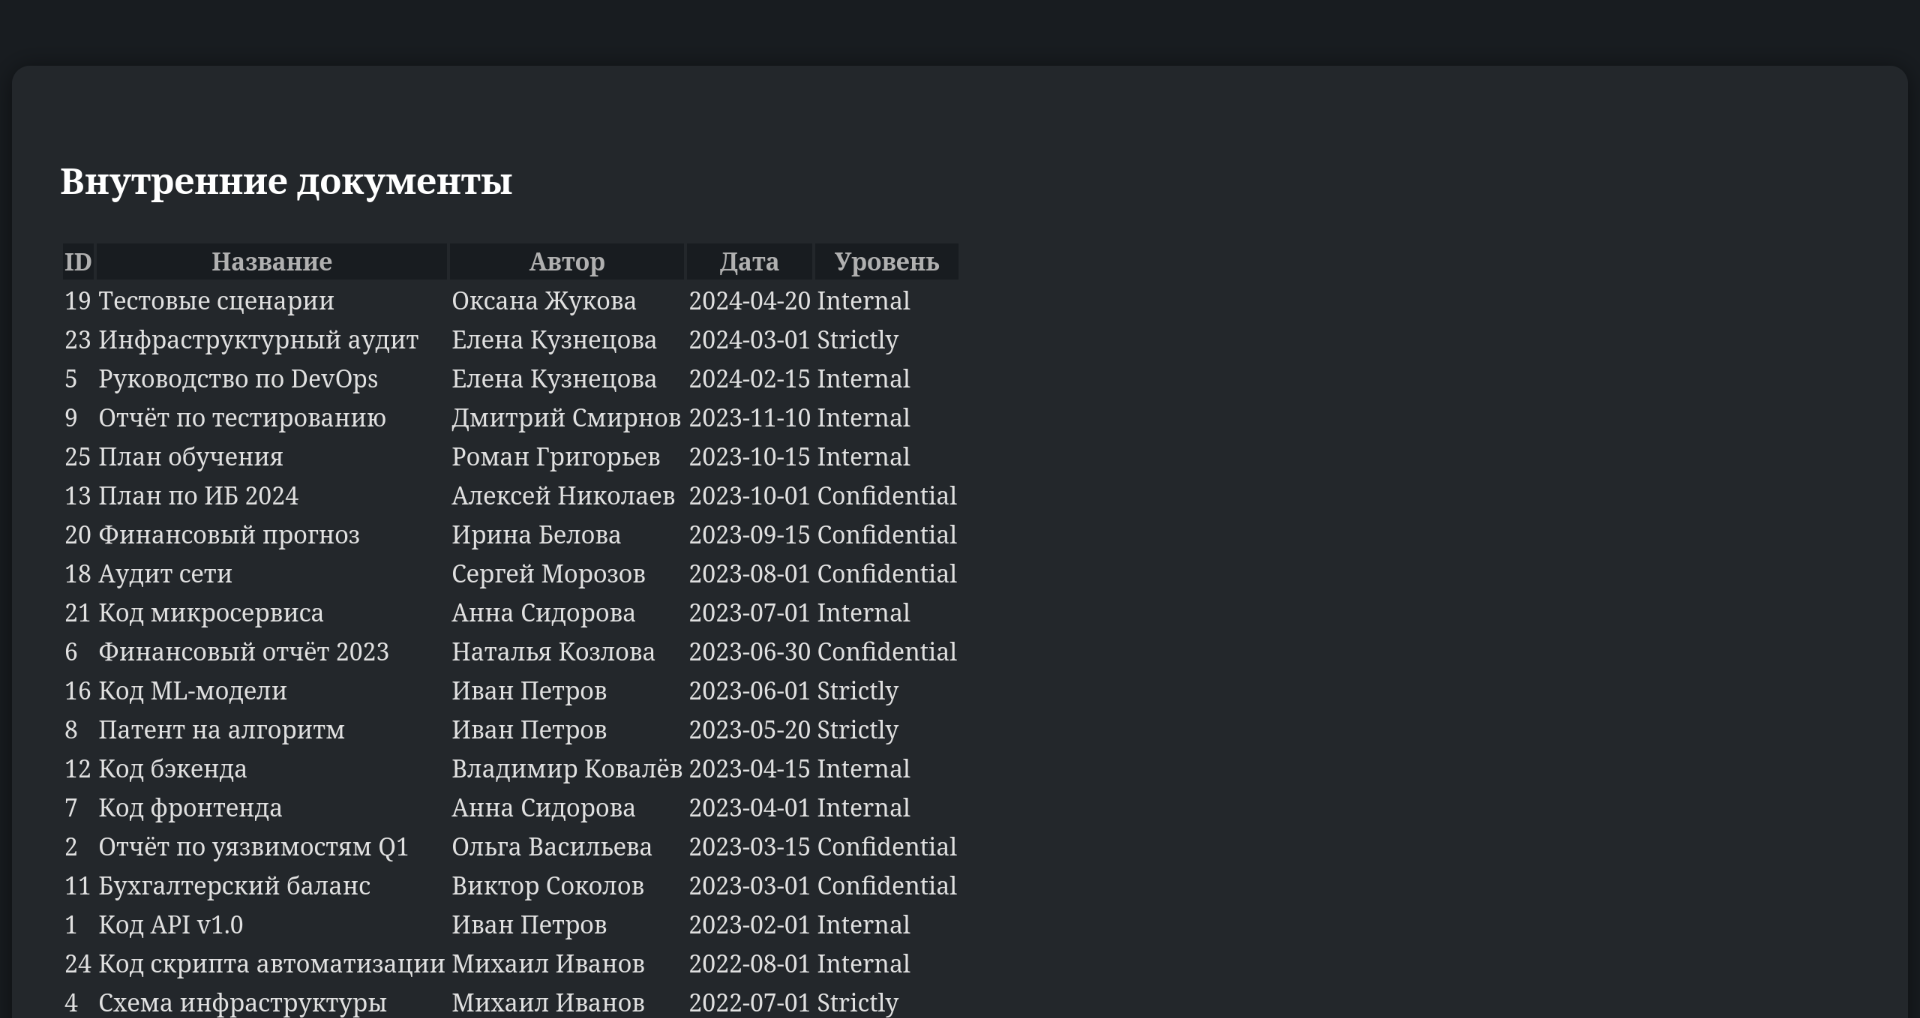 Внутренние документы
ID Название Автор Дата Уровень
19 Тестовые сценарии Оксана Жукова 2024-04-20 Internal
23 Инфраструктурный аудит Елена Кузнецова 2024-03-01 Strictly
5 Руководство по DevOps Елена Кузнецова 2024-02-15 Internal
9 Отчёт по тестированию Дмитрий Смирнов 2023-11-10 Internal
25 План обучения Роман Григорьев 2023-10-15 Internal
13 План по ИБ 2024 Алексей Николаев 2023-10-01 Confidential
20 Финансовый прогноз Ирина Белова 2023-09-15 Confidential
18 Аудит сети Сергей Морозов 2023-08-01 Confidential
21 Код микросервиса Анна Сидорова 2023-07-01 Internal
6 Финансовый отчёт 2023 Наталья Козлова 2023-06-30 Confidential
16 Код ML-модели Иван Петров 2023-06-01 Strictly
8 Патент на алгоритм Иван Петров 2023-05-20 Strictly
12 Код бэкенда Владимир Ковалёв 2023-04-15 Internal
7 Код фронтенда Анна Сидорова 2023-04-01 Internal
2 Отчёт по уязвимостям Q1 Ольга Васильева 2023-03-15 Confidential
11 Бухгалтерский баланс Виктор Соколов 2023-03-01 Confidential
1 Код API v1.0 Иван Петров 2023-02-01 Internal
24 Код скрипта автоматизации Михаил Иванов 2022-08-01 Internal
4 Схема инфраструктуры Михаил Иванов 2022-07-01 Strictly